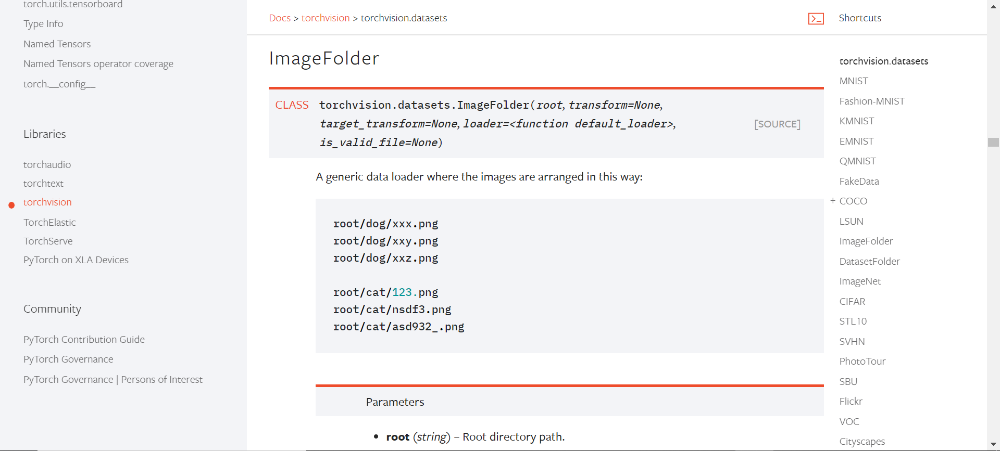 torch.utils.tensorboard
Type Info
Named Tensors
Named Tensors operator coverage
torch.__config__
Libraries
torchaudio
torchtext
torchvision
TorchElastic
TorchServe
PyTorch on XLA Devices
Community
PyTorch Contribution Guide
PyTorch Governance
PyTorch Governance | Persons of Interest
Docs > torchvision > torchvision.datasets
Shortcuts
ImageFolder
CLASS torchvision.datasets.ImageFolder(root, transform=None,
target_transform=None, loader=<function default_loader>,
is_valid_file=None)
[SOURCE]
A generic data loader where the images are arranged in this way:
root/dog/xxx.png
root/dog/xxy.png
root/dog/xxz.png
root/cat/123.png
root/cat/nsdf3.png
root/cat/asd932_.png
Parameters
• root (string) – Root directory path.
torchvision.datasets
MNIST
Fashion-MNIST
KMNIST
EMNIST
QMNIST
FakeData
+ COCO
LSUN
ImageFolder
DatasetFolder
ImageNet
CIFAR
STL10
SVHN
PhotoTour
SBU
Flickr
VOC
Cityscapes